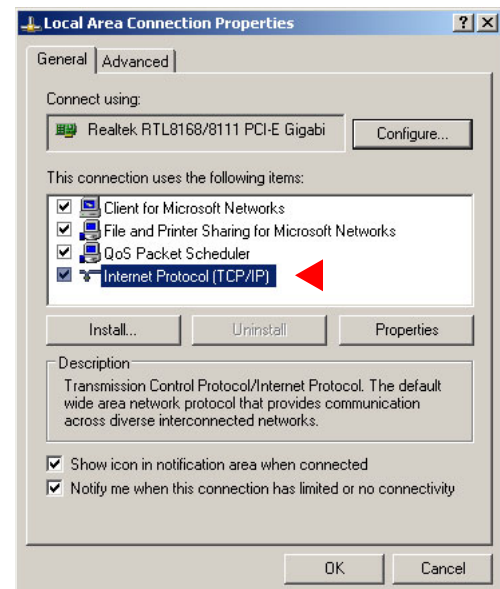 Local Area Connection Properties
General
Advanced
Connect using:
Realtek RTL8168/8111 PCI-E Gigabi
Configure...
This connection uses the following items:
Client for Microsoft Networks
File and Printer Sharing for Microsoft Networks
QoS Packet Scheduler
Internet Protocol (TCP/IP)
Install...
Uninstall
Properties
Description
Transmission Control Protocol/Internet Protocol. The default
wide area network protocol that provides communication
across diverse interconnected networks.
Show icon in notification area when connected
Notify me when this connection has limited or no connectivity
OK
Cancel